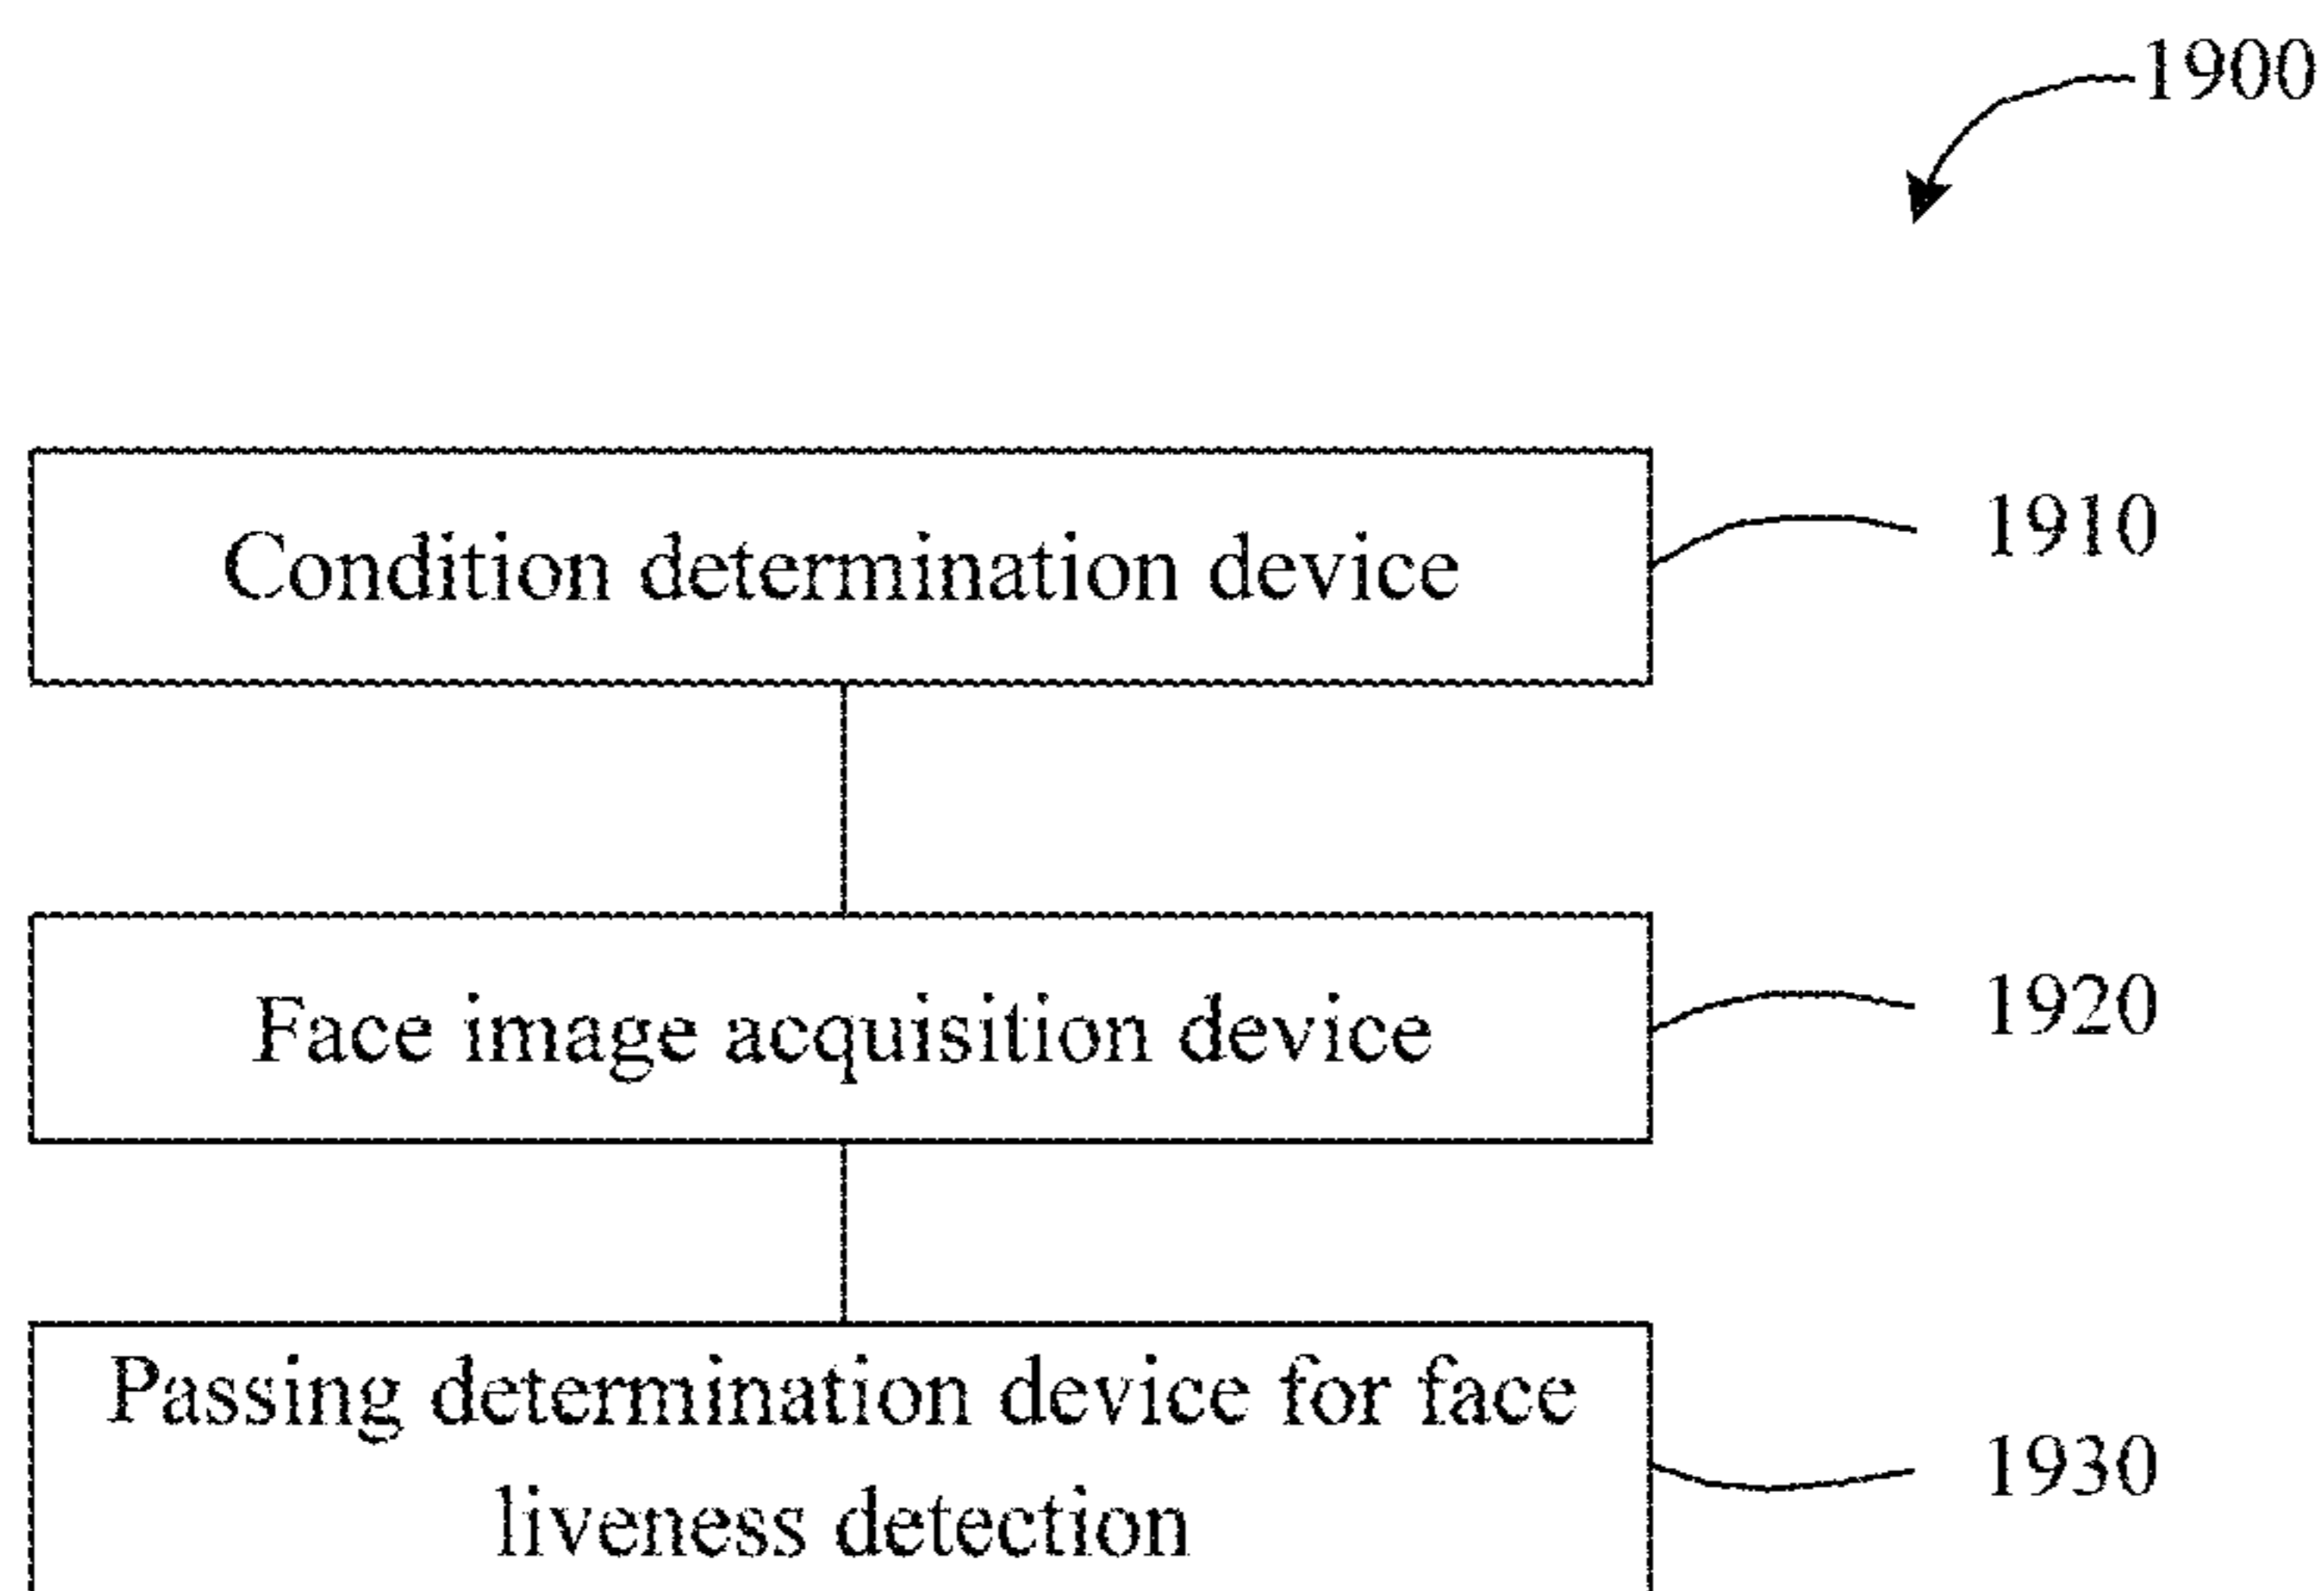 1900
Condition determination device
1910
Face image acquisition device
1920
Passing determination device for face
liveness detection
1930